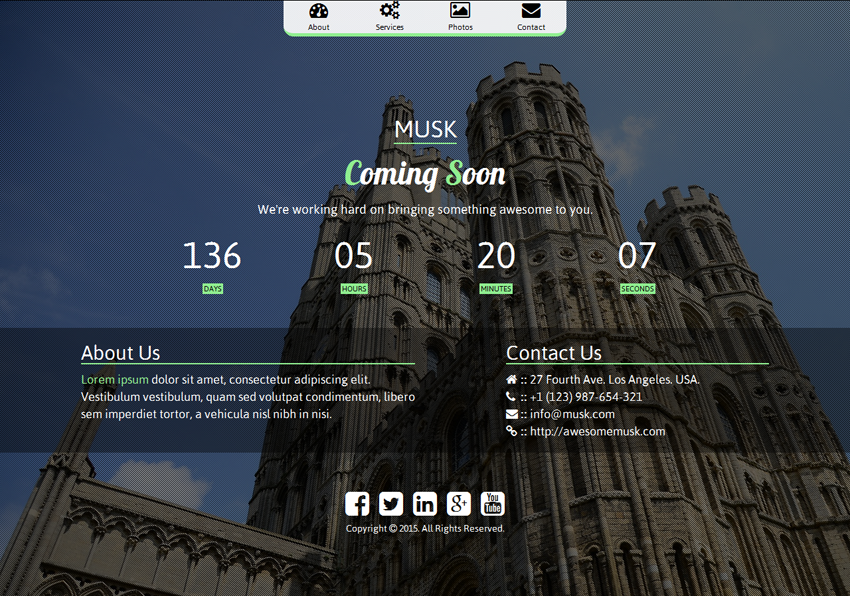 About Services Photos Contact
MUSK
Coming Soon
We're working hard on bringing something awesome to you.
136 05 20 07
DAYS HOURS MINUTES SECONDS
About Us
Lorem ipsum dolor sit amet, consectetur adipiscing elit.
Vestibulum vestibulum, quam sed volutpat condimentum, libero
sem imperdiet tortor, a vehicula nisl nibh in nisi.
Contact Us
:: 27 Fourth Ave. Los Angeles. USA.
:: +1 (123) 987-654-321
:: info@musk.com
:: http://awesomemusk.com
in g+ You Tube
Copyright © 2015. All Rights Reserved.